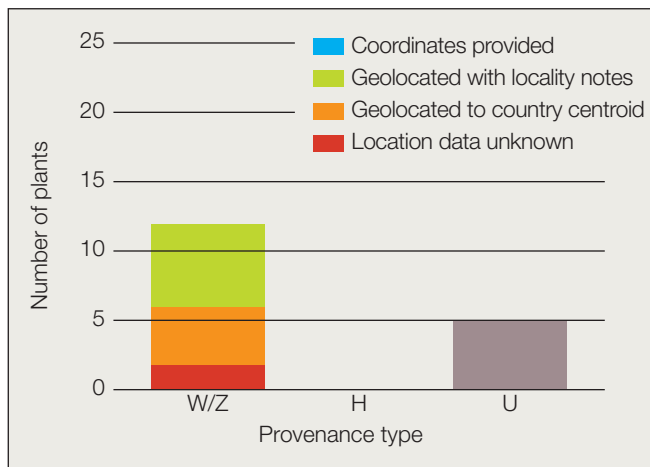 25
20
15
10
5
0
Number of plants
Coordinates provided
Geolocated with locality notes
Geolocated to country centroid
Location data unknown
W/Z H U
Provenance type